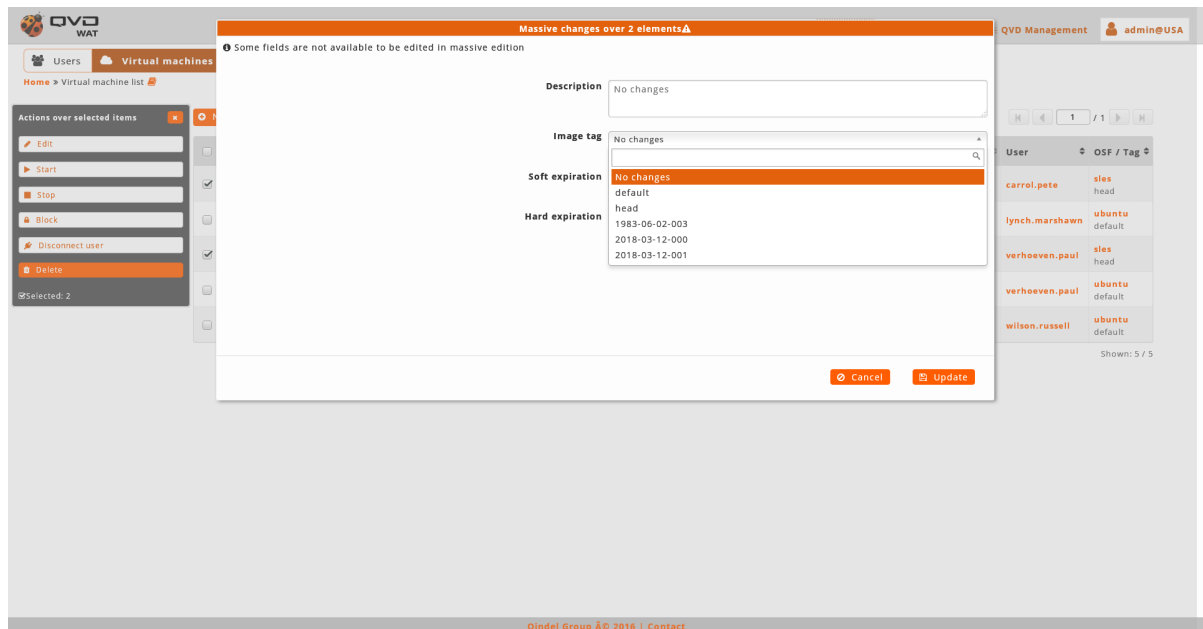 QVD
WAT
QVD Management
admin@USA
Users
Virtual machines
Home » Virtual machine list
Massive changes over 2 elements
Some fields are not available to be edited in massive edition
Description
No changes
Image tag
No changes
No changes
default
head
1983-06-02-003
2018-03-12-000
2018-03-12-001
Soft expiration
Hard expiration
Cancel
Update
Actions over selected items
Edit
Start
Stop
Block
Disconnect user
Delete
Selected: 2
1 / 1
User
OSF / Tag
carrol.pete
sles
head
lynch.marshawn
ubuntu
default
verhoeven.paul
sles
head
verhoeven.paul
ubuntu
default
wilson.russell
ubuntu
default
Shown: 5 / 5
Qindel Group Â© 2016 | Contact